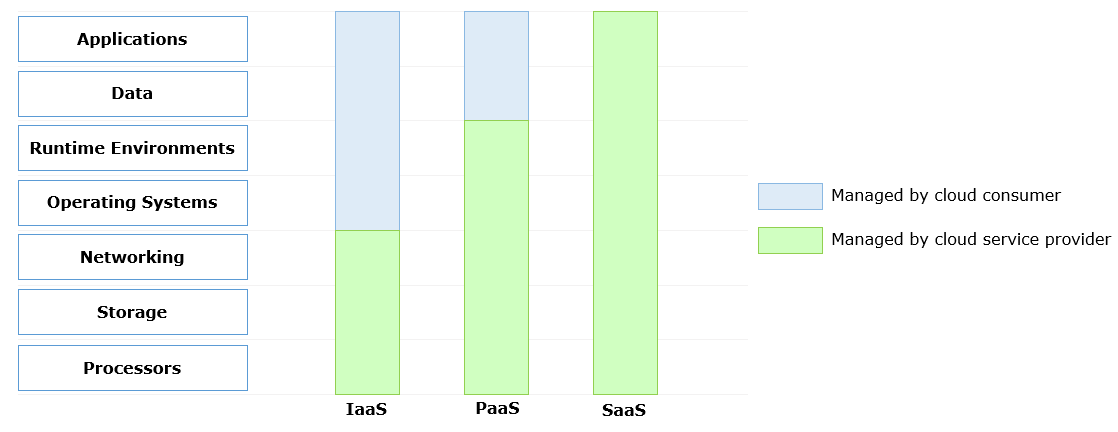 Applications
Data
Runtime Environments
Operating Systems
Networking
Storage
Processors
IaaS
PaaS
SaaS
Managed by cloud consumer
Managed by cloud service provider